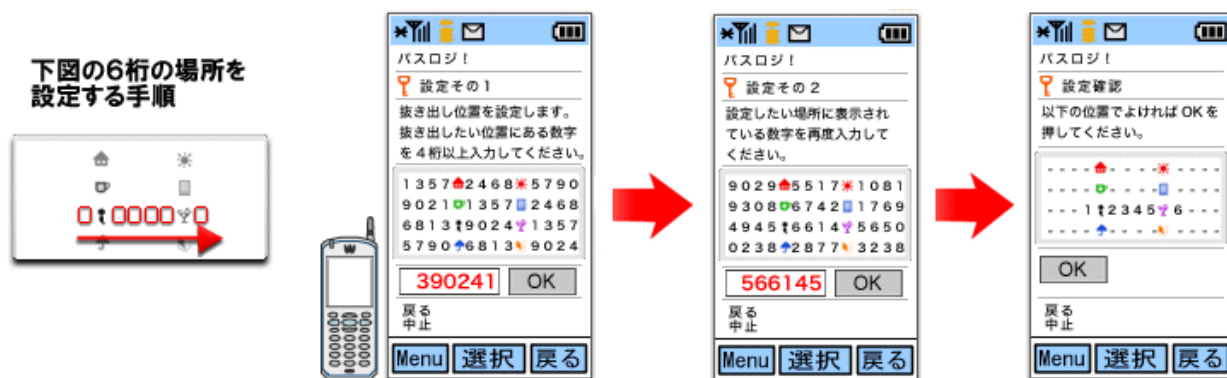 下図の6桁の場所を
設定する手順
パスロジ！
設定その1
抜き出し位置を設定します。
抜き出したい位置にある数字
を4桁以上入力してください。
1357 2468 5790
9021 1357 2468
6813 9024 1357
5790 6813 9024
390241 OK
戻る
中止
Menu 選択 戻る
パスロジ！
設定その2
設定したい場所に表示され
ている数字を再度入力して
ください。
9029 5517 1081
9308 6742 1769
4945 6614 5650
0238 2877 3238
566145 OK
戻る
中止
Menu 選択 戻る
パスロジ！
設定確認
以下の位置でよければOKを
押してください。
- - - - - - - - - - - -
- - - - - - - - - - - -
- - - 1 2345 6 - - -
- - - - - - - - - - - -
OK
戻る
中止
Menu 選択 戻る